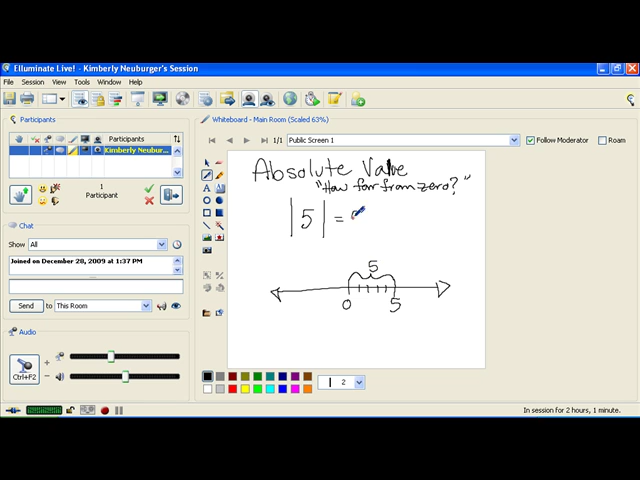 Elluminate Live! - Kimberly Neuburger's Session
File Session View Tools Window Help
Participants
Participants
Kimberly Neubur...
1
Participant
Chat
Show All
Joined on December 28, 2009 at 1:37 PM
Send to This Room
Audio
Ctrl+F2
Whiteboard - Main Room (Scaled 63%)
1/1 Public Screen 1 Follow Moderator Roam
Absolute Value
"How far from zero?"
|5| =
5
0 5
2
In session for 2 hours, 1 minute.